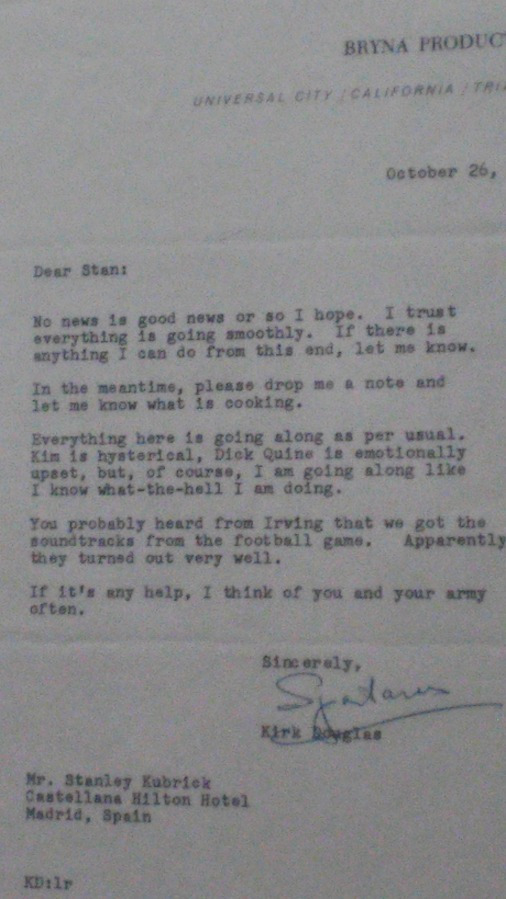 BRYNA PRODUC
UNIVERSAL CITY / CALIFORNIA / TRI
October 26,
Dear Stan:
No news is good news or so I hope. I trust
everything is going smoothly. If there is
anything I can do from this end, let me know.
In the meantime, please drop me a note and
let me know what is cooking.
Everything here is going along as per usual.
Kim is hysterical, Dick Quine is emotionally
upset, but, of course, I am going along like
I know what-the-hell I am doing.
You probably heard from Irving that we got the
soundtracks from the football game. Apparently
they turned out very well.
If it's any help, I think of you and your army
often.
Sincerely,
Spartacus
Kirk Douglas
Mr. Stanley Kubrick
Castellana Hilton Hotel
Madrid, Spain
KD:lr